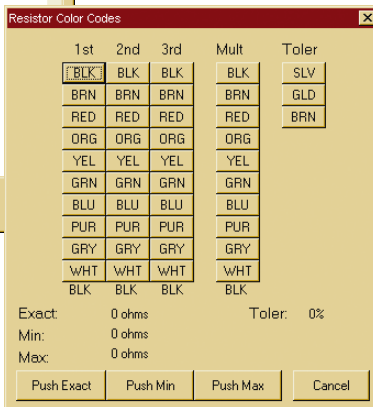 Resistor Color Codes
1st 2nd 3rd Mult Toler
BLK BLK BLK BLK SLV
BRN BRN BRN BRN GLD
RED RED RED RED BRN
ORG ORG ORG ORG
YEL YEL YEL YEL
GRN GRN GRN GRN
BLU BLU BLU BLU
PUR PUR PUR PUR
GRY GRY GRY GRY
WHT WHT WHT WHT
BLK BLK BLK BLK
Exact: 0 ohms Toler: 0%
Min: 0 ohms
Max: 0 ohms
Push Exact Push Min Push Max Cancel